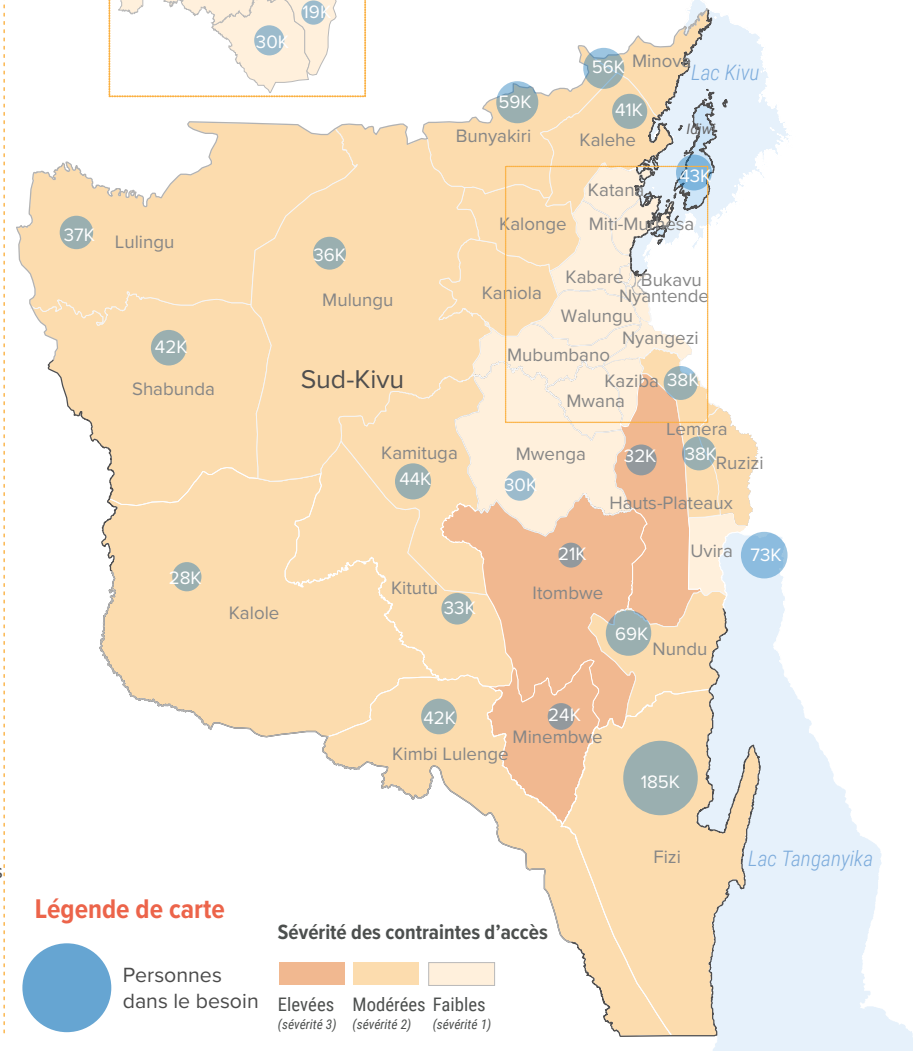 19K
30K
56K
Minova
Lac Kivu
59K
41K
Bunyakiri
Kalehe
Idjwi
43K
Katana
37K
Lulingu
Kalonge
Miti-Murhesa
36K
Mulungu
Kaniola
Kabare
Bukavu
Nyantende
Walungu
42K
Nyangezi
Mubumbano
Shabunda
Sud-Kivu
Kaziba
38K
Mwana
Lemera
Kamituga
Mwenga
32K
38K
Ruzizi
44K
30K
Hauts-Plateaux
21K
Uvira
73K
28K
Kitutu
Itombwe
Kalole
33K
69K
Nundu
42K
24K
Minembwe
Kimbi Lulenge
185K
Fizi
Lac Tanganyika
Légende de carte
Personnes
dans le besoin
Sévérité des contraintes d'accès
Elevées Modérées Faibles
(sévérité 3) (sévérité 2) (sévérité 1)